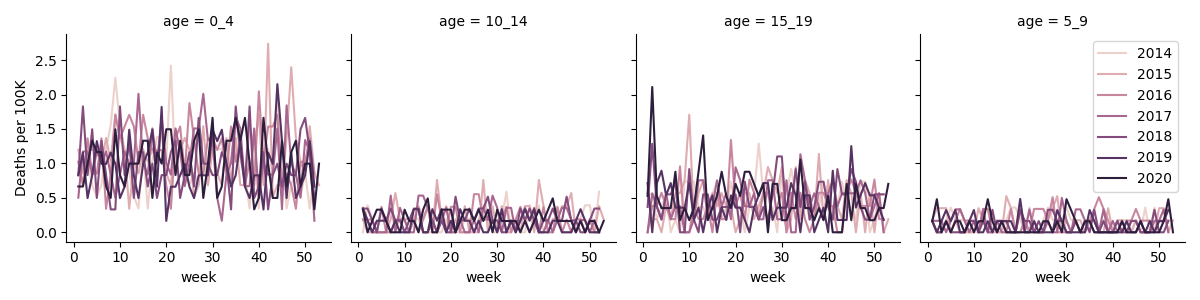 age = 0_4
age = 10_14
age = 15_19
age = 5_9
Deaths per 100K
2.5
2.0
1.5
1.0
0.5
0.0
2014
2015
2016
2017
2018
2019
2020
0 10 20 30 40 50
0 10 20 30 40 50
0 10 20 30 40 50
0 10 20 30 40 50
week
week
week
week